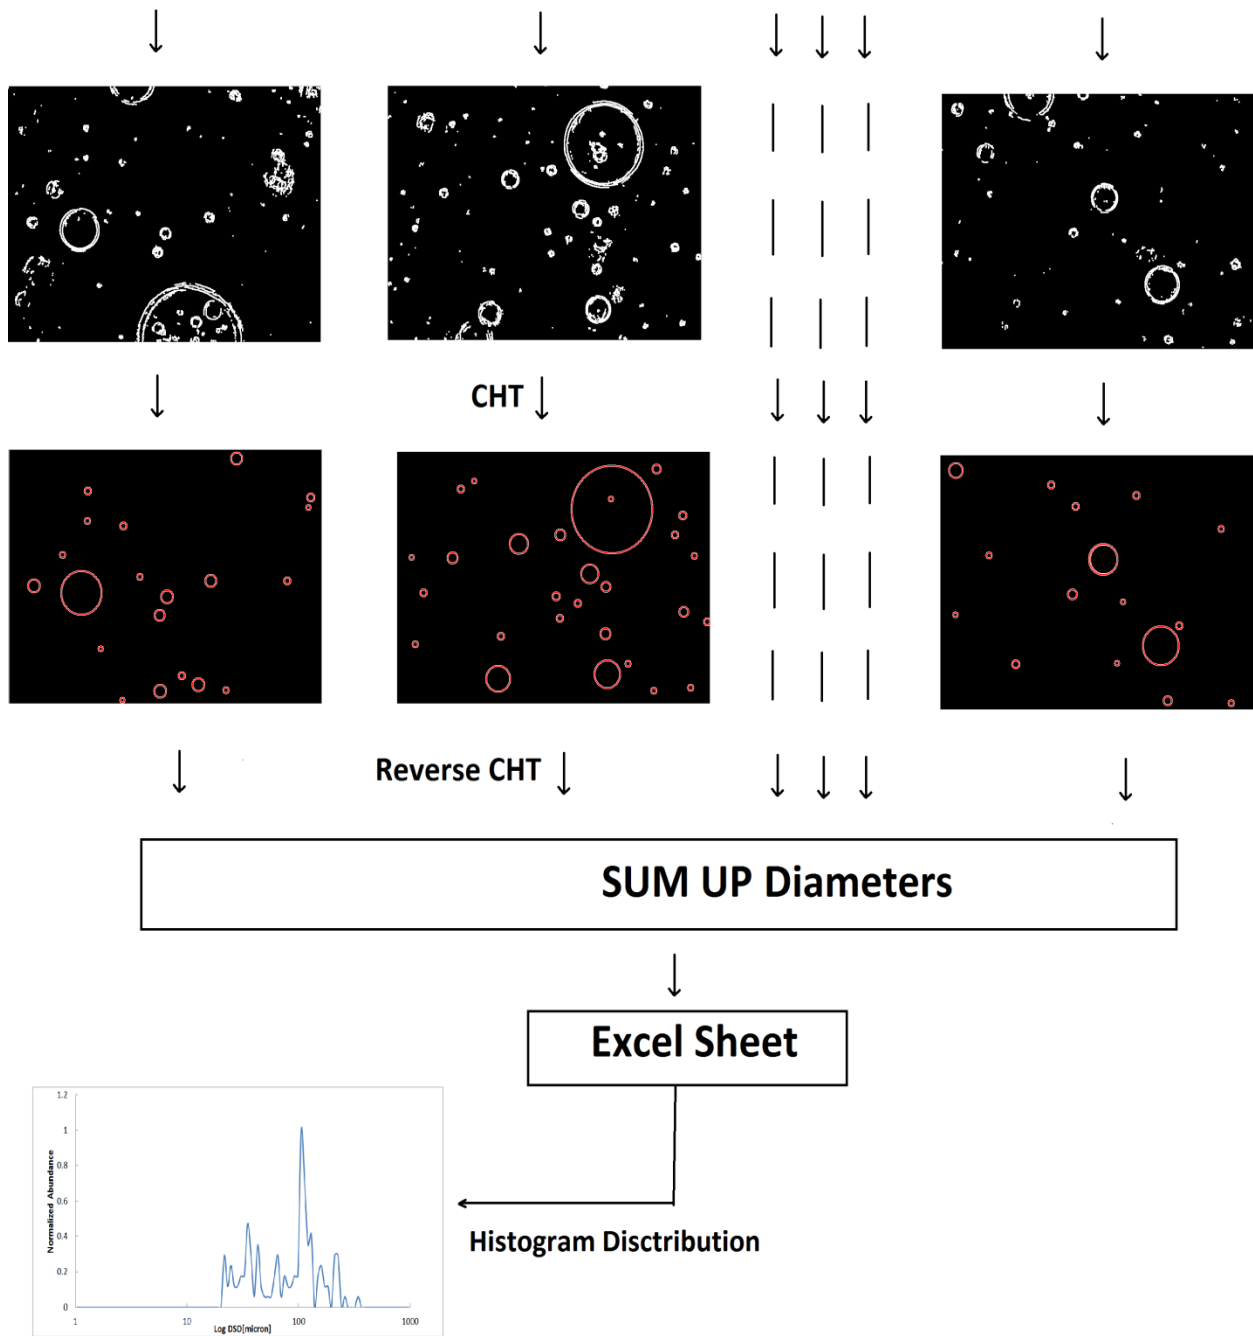 CHT
Reverse CHT
SUM UP Diameters
Excel Sheet
Histogram Disctribution
1.2
1
0.8
0.6
0.4
0.2
0
Normalized Abundance
1
10
100
1000
Log DSD[micron]